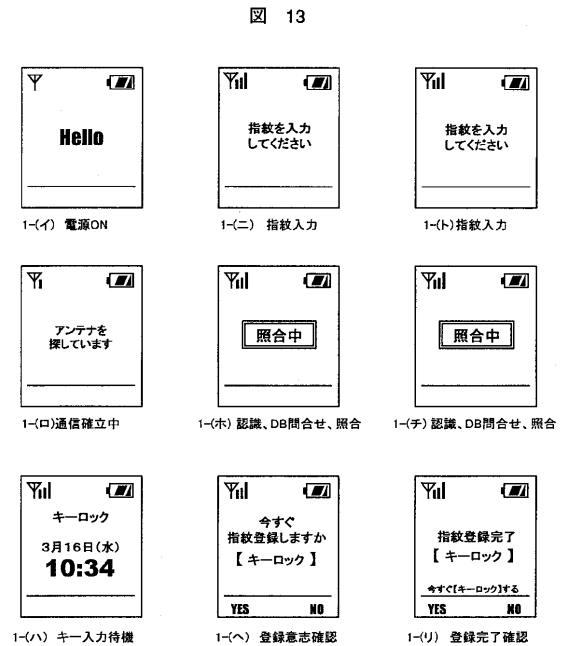 図 13
Hello
1-(イ) 電源ON
指紋を入力
してください
1-(ニ) 指紋入力
指紋を入力
してください
1-(ト)指紋入力
アンテナを
探しています
1-(ロ)通信確立中
照合中
1-(ホ) 認識、DB問合せ、照合
照合中
1-(チ) 認識、DB問合せ、照合
キーロック
3月16日(水)
10:34
1-(ハ) キー入力待機
今すぐ
指紋登録しますか
【 キーロック 】
YES NO
1-(ヘ) 登録意志確認
指紋登録完了
【 キーロック 】
今すぐ【キーロック】する
YES NO
1-(リ) 登録完了確認